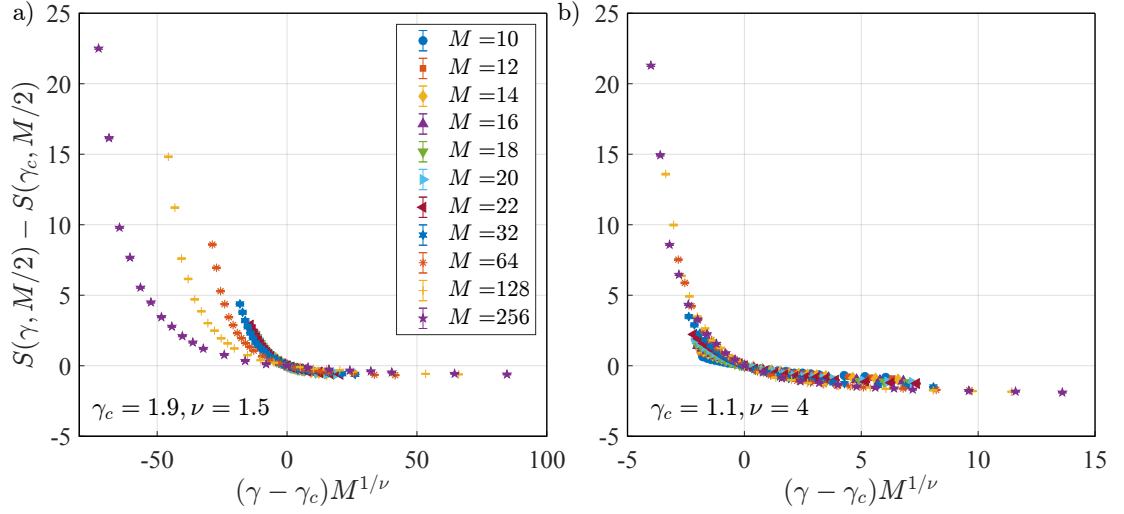 a)
25
20
15
10
5
0
-5
-50
0
50
100
S(γ, M/2) − S(γ_c, M/2)
(γ − γ_c)M^{1/ν}
γ_c = 1.9, ν = 1.5
M =10
M =12
M =14
M =16
M =18
M =20
M =22
M =32
M =64
M =128
M =256
b)
25
20
15
10
5
0
-5
-5
0
5
10
15
(γ − γ_c)M^{1/ν}
γ_c = 1.1, ν = 4